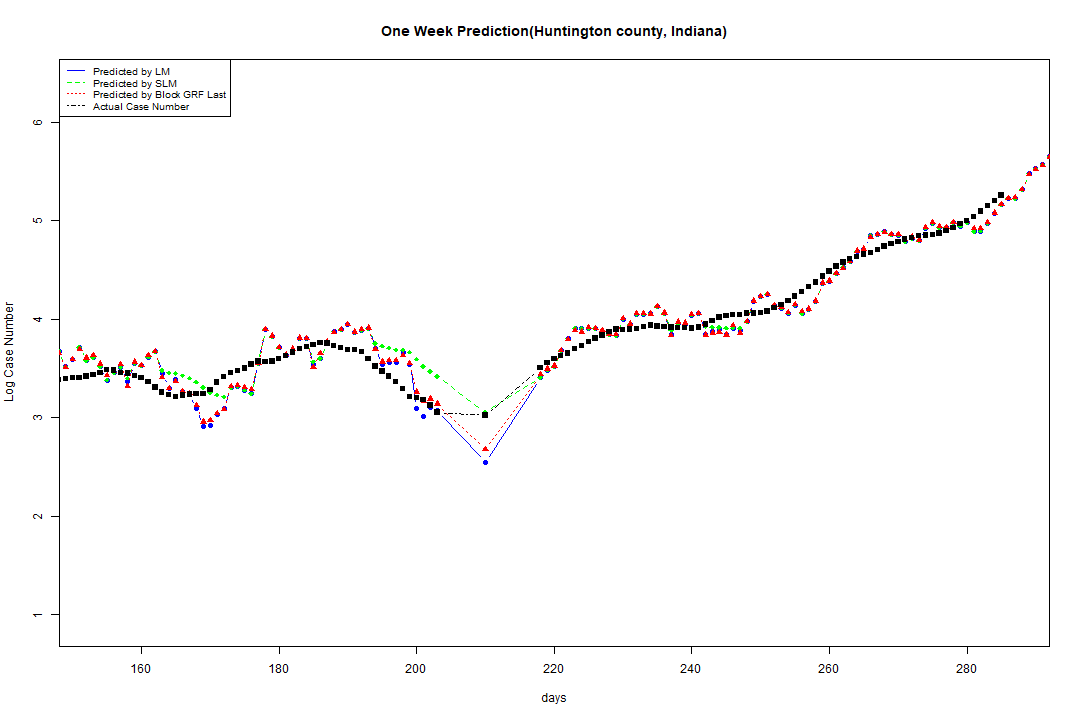 One Week Prediction(Huntington county, Indiana)
Predicted by LM
Predicted by SLM
Predicted by Block GRF Last
Actual Case Number
6
5
4
3
2
1
Log Case Number
160 180 200 220 240 260 280
days